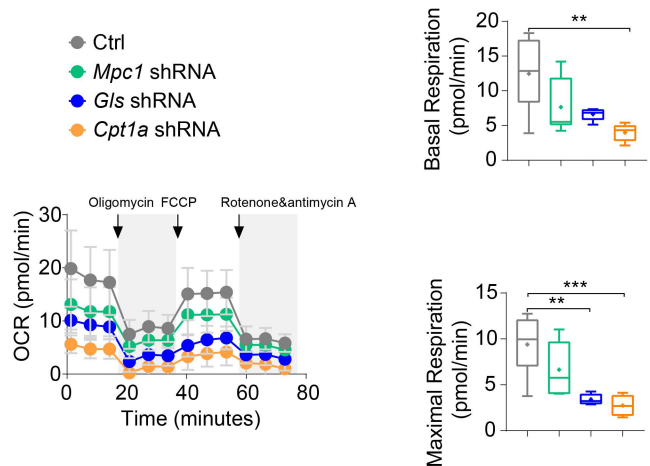 Ctrl
Mpc1 shRNA
Gls shRNA
Cpt1a shRNA
Oligomycin FCCP Rotenone&antimycin A
OCR (pmol/min)
30
20
10
0
0 20 40 60 80
Time (minutes)
Basal Respiration
(pmol/min)
20
15
10
5
0
**
Maximal Respiration
(pmol/min)
15
10
5
0
***
**